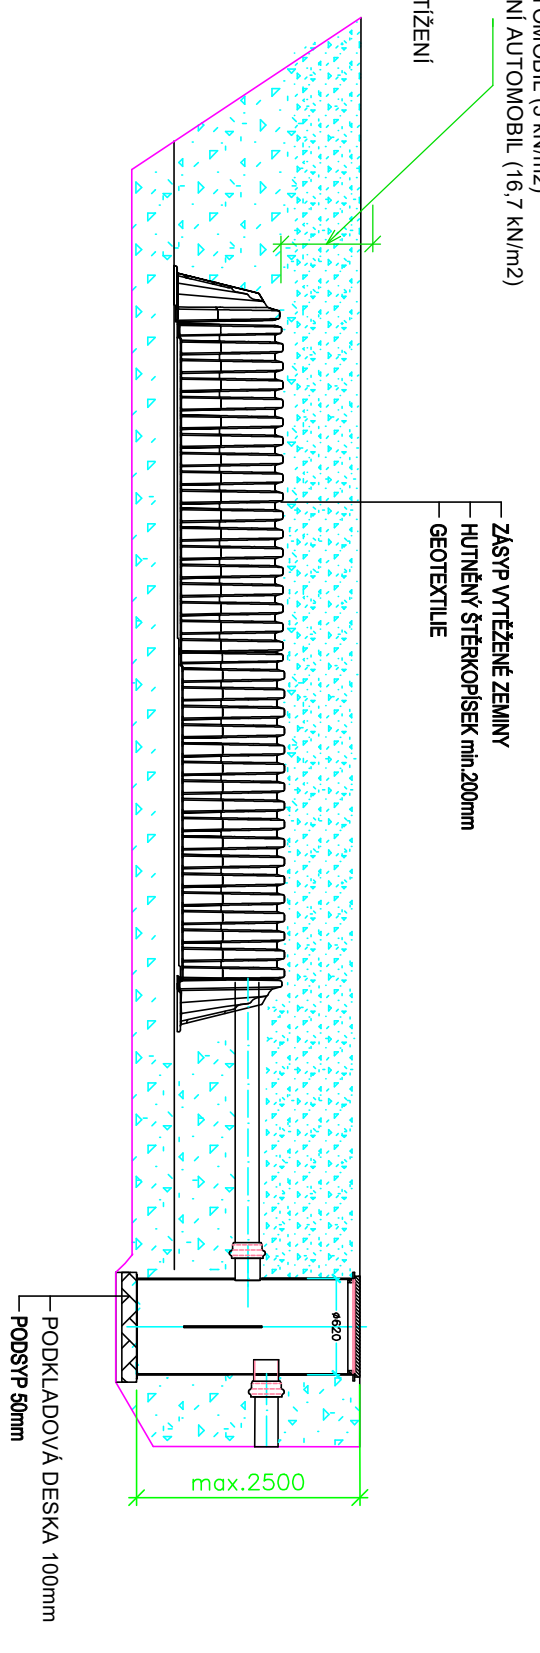 (16,7 kN/m2)
NÍ AUTOMOBIL
TÍŽENÍ
ZÁSYP VYTĚŽENÉ ZEMINY
HUTNĚNÝ ŠTĚRKOPÍSEK min.200mm
GEOTEXTILIE
ø620
max.2500
PODKLADOVÁ DESKA 100mm
PODSYP 50mm